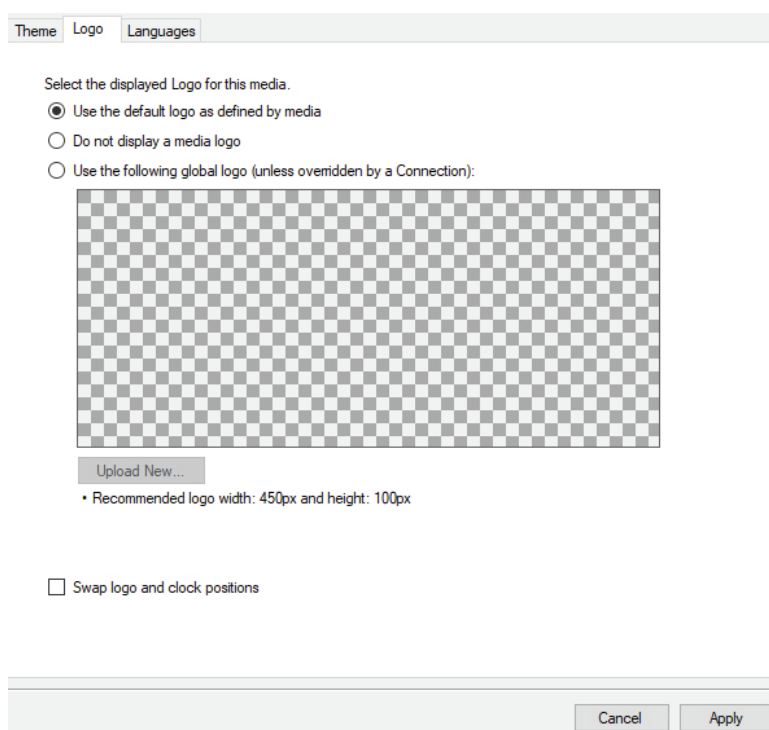 Theme Logo Languages
Select the displayed Logo for this media.
Use the default logo as defined by media
Do not display a media logo
Use the following global logo (unless overridden by a Connection):
Upload New...
• Recommended logo width: 450px and height: 100px
Swap logo and clock positions
Cancel Apply